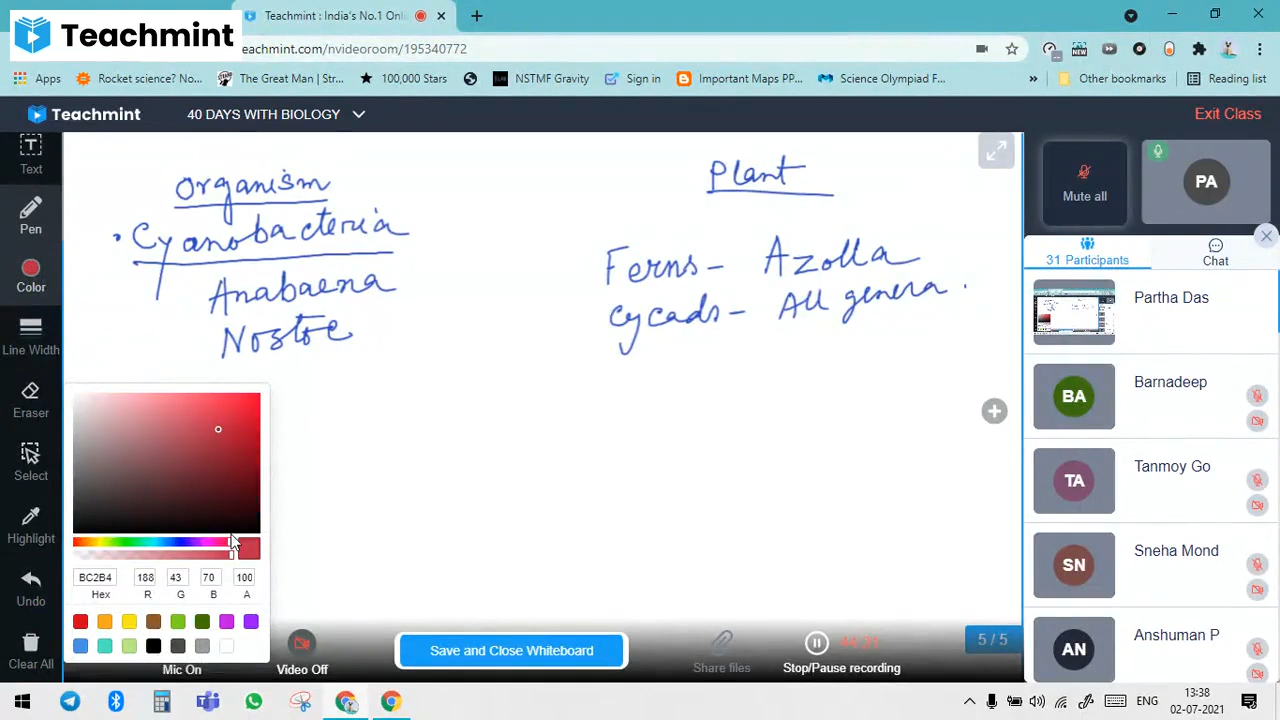 Teachmint : India's No.1 Onli
Teachmint
eachmint.com/nvideoroom/195340772
Apps
Rocket science? No...
The Great Man | Str...
100,000 Stars
NSTMF Gravity
Sign in
Important Maps PP...
Science Olympiad F...
»
Other bookmarks
Reading list
Teachmint
40 DAYS WITH BIOLOGY
Exit Class
Text
Pen
Color
Line Width
Eraser
Select
Highlight
Undo
Clear All
Organism
Plant
Cyanobacteria
Anabaena
Nostoc
Ferns - Azolla
cycads - All genera .
Mute all
PA
31 Participants
Chat
Partha Das
BA
Barnadeep
TA
Tanmoy Go
SN
Sneha Mond
AN
Anshuman P
BC2B4
188
43
70
100
Hex
R
G
B
A
Mic On
Video Off
Save and Close Whiteboard
Share files
Stop/Pause recording
5 / 5
ENG
13:38
02-07-2021